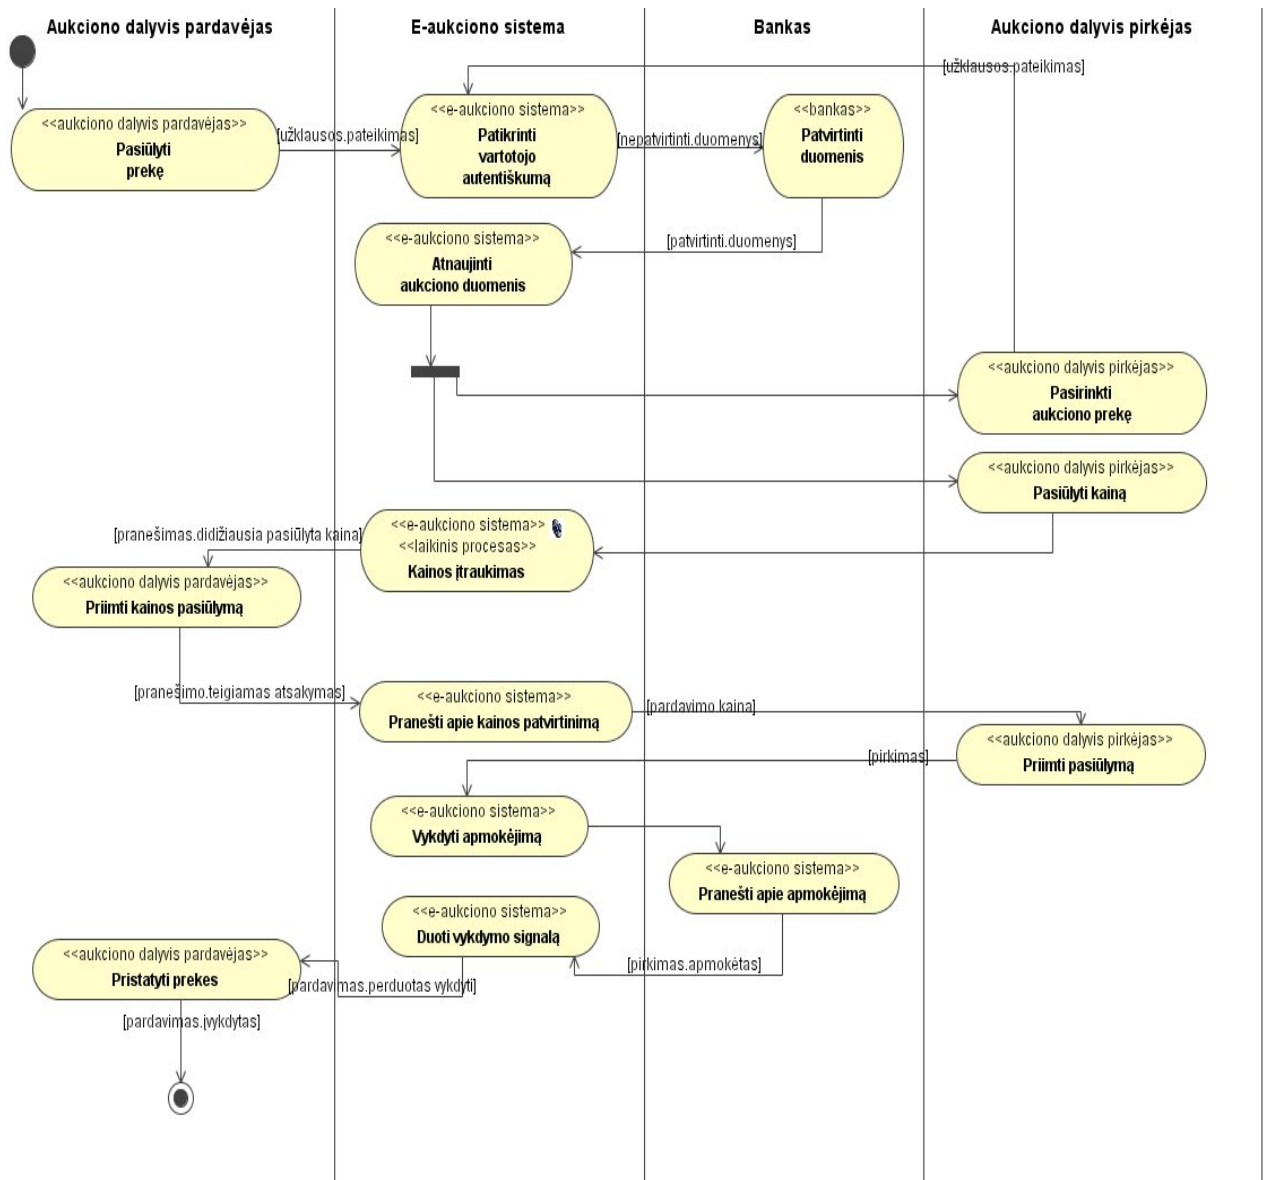 Aukciono dalyvis pardavėjas
E-aukciono sistema
Bankas
Aukciono dalyvis pirkėjas
[užklausos.pateikimas]
<<aukciono dalyvis pardavėjas>>
Pasiūlyti
prekę
[užklausos.pateikimas]
<<e-aukciono sistema>>
Patikrinti
vartotojo
autentiškumą
[nepatvirtinti.duomenys]
<<bankas>>
Patvirtinti
duomenis
[patvirtinti.duomenys]
<<e-aukciono sistema>>
Atnaujinti
aukciono duomenis
<<aukciono dalyvis pirkėjas>>
Pasirinkti
aukciono prekę
<<aukciono dalyvis pirkėjas>>
Pasiūlyti kainą
<<e-aukciono sistema>>
<<laikinis procesas>>
Kainos įtraukimas
[pranešimas.didižiausia pasiūlyta kaina]
<<aukciono dalyvis pardavėjas>>
Priimti kainos pasiūlymą
[pranešimo.teigiamas atsakymas]
<<e-aukciono sistema>>
Pranešti apie kainos patvirtinimą
[pardavimo kaina]
<<aukciono dalyvis pirkėjas>>
Priimti pasiūlymą
[pirkimas]
<<e-aukciono sistema>>
Vykdyti apmokėjimą
<<e-aukciono sistema>>
Pranešti apie apmokėjimą
[pirkimas.apmokėtas]
<<e-aukciono sistema>>
Duoti vykdymo signalą
[pardavimas.perduotas vykdyti]
<<aukciono dalyvis pardavėjas>>
Pristatyti prekes
[pardavimas.įvykdytas]